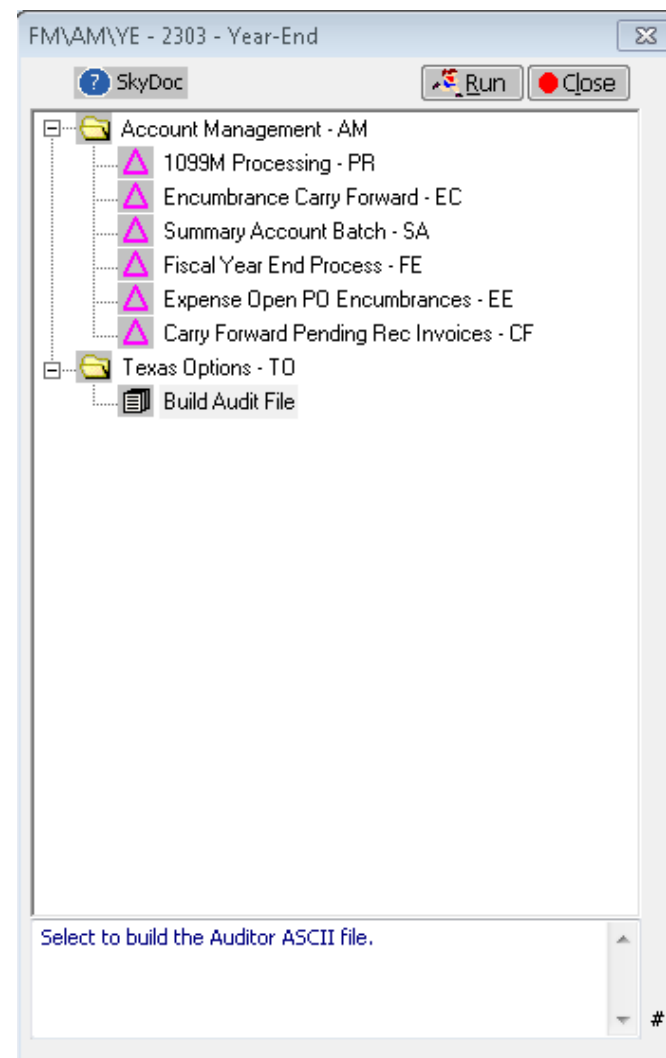 FM\AM\YE - 2303 - Year-End
? SkyDoc Run Close
Account Management - AM
1099M Processing - PR
Encumbrance Carry Forward - EC
Summary Account Batch - SA
Fiscal Year End Process - FE
Expense Open PO Encumbrances - EE
Carry Forward Pending Rec Invoices - CF
Texas Options - TO
Build Audit File
Select to build the Auditor ASCII file.
#